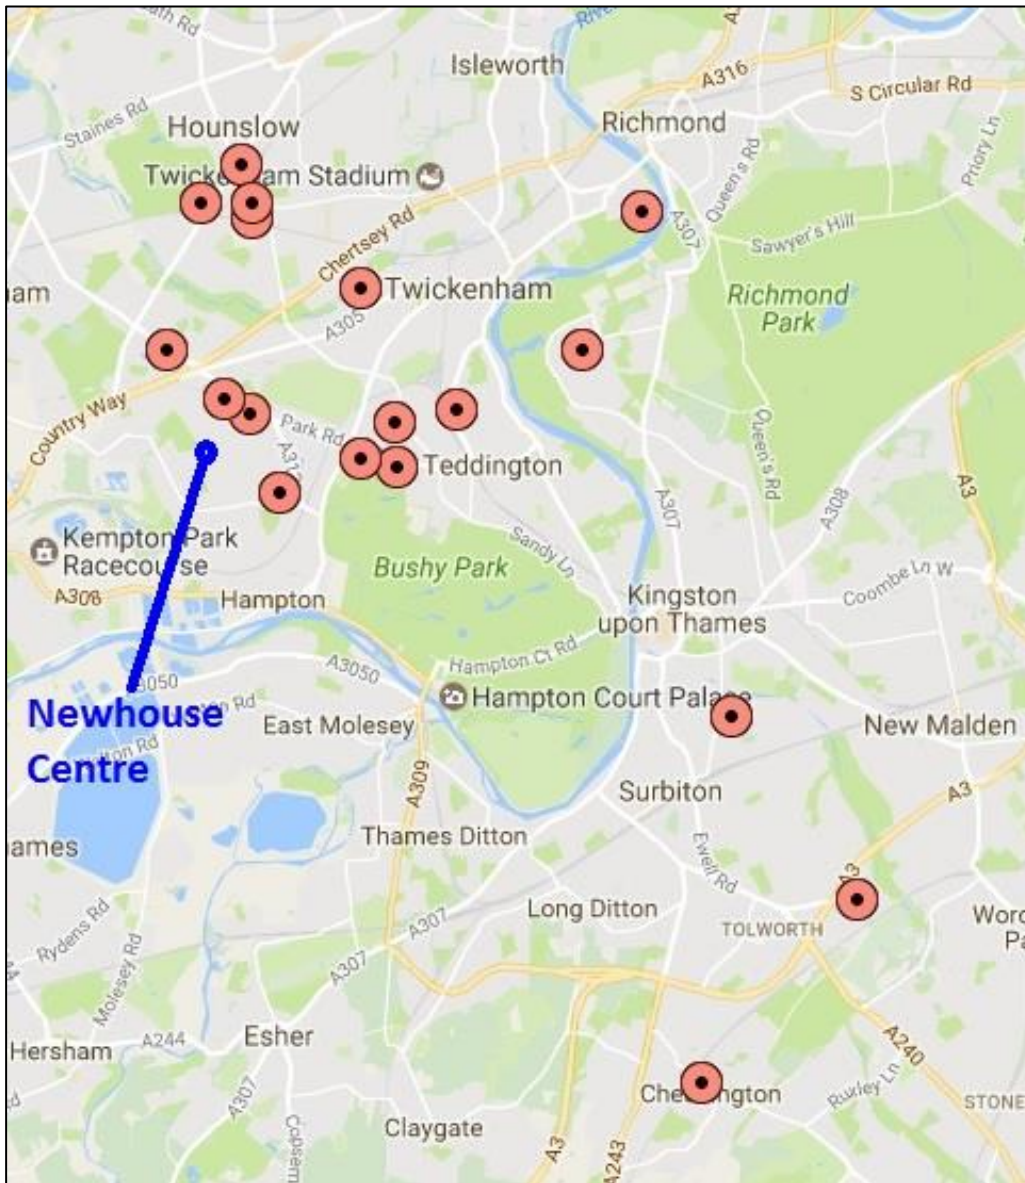 Isleworth
A316
S Circular Rd
Staines Rd
Hounslow
Richmond
Priory Ln
Queen's Rd
Stadium
A307
Sawyer's Hill
Chertsey Rd
Twickenham
A305
Richmond
Park
Country Way
Park Rd
Teddington
Queen's Rd
A307
A308
A3
Kempton Park
Racecourse
Sandy Ln
Bushy Park
A308
Hampton
Kingston
upon Thames
Coombe Ln W
Hampton Ct Rd
A3050
A3050
Newhouse
Centre
Hampton Court
East Molesey
New Malden
A309
Surbiton
A3
Thames Ditton
Ewell Rd
A3
Long Ditton
TOLWORTH
Rydens Rd
Molesey Rd
A307
A307
Esher
Hersham
A244
A240
A307
Ruxley Ln
STONE
Claygate
A3
A243